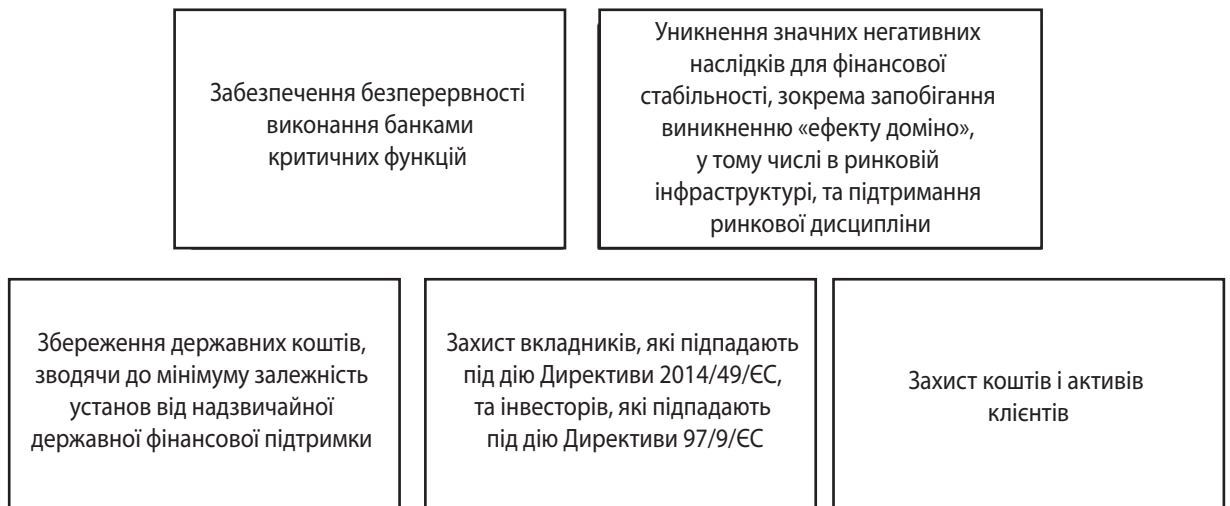 Забезпечення безперервності
виконання банками
критичних функцій
Уникнення значних негативних
наслідків для фінансової
стабільності, зокрема запобігання
виникненню «ефекту доміно»,
у тому числі в ринковій
інфраструктурі, та підтримання
ринкової дисципліни
Збереження державних коштів,
зводячи до мінімуму залежність
установ від надзвичайної
державної фінансової підтримки
Захист вкладників, які підпадають
під дію Директиви 2014/49/ЄС,
та інвесторів, які підпадають
під дію Директиви 97/9/ЄС
Захист коштів і активів
клієнтів